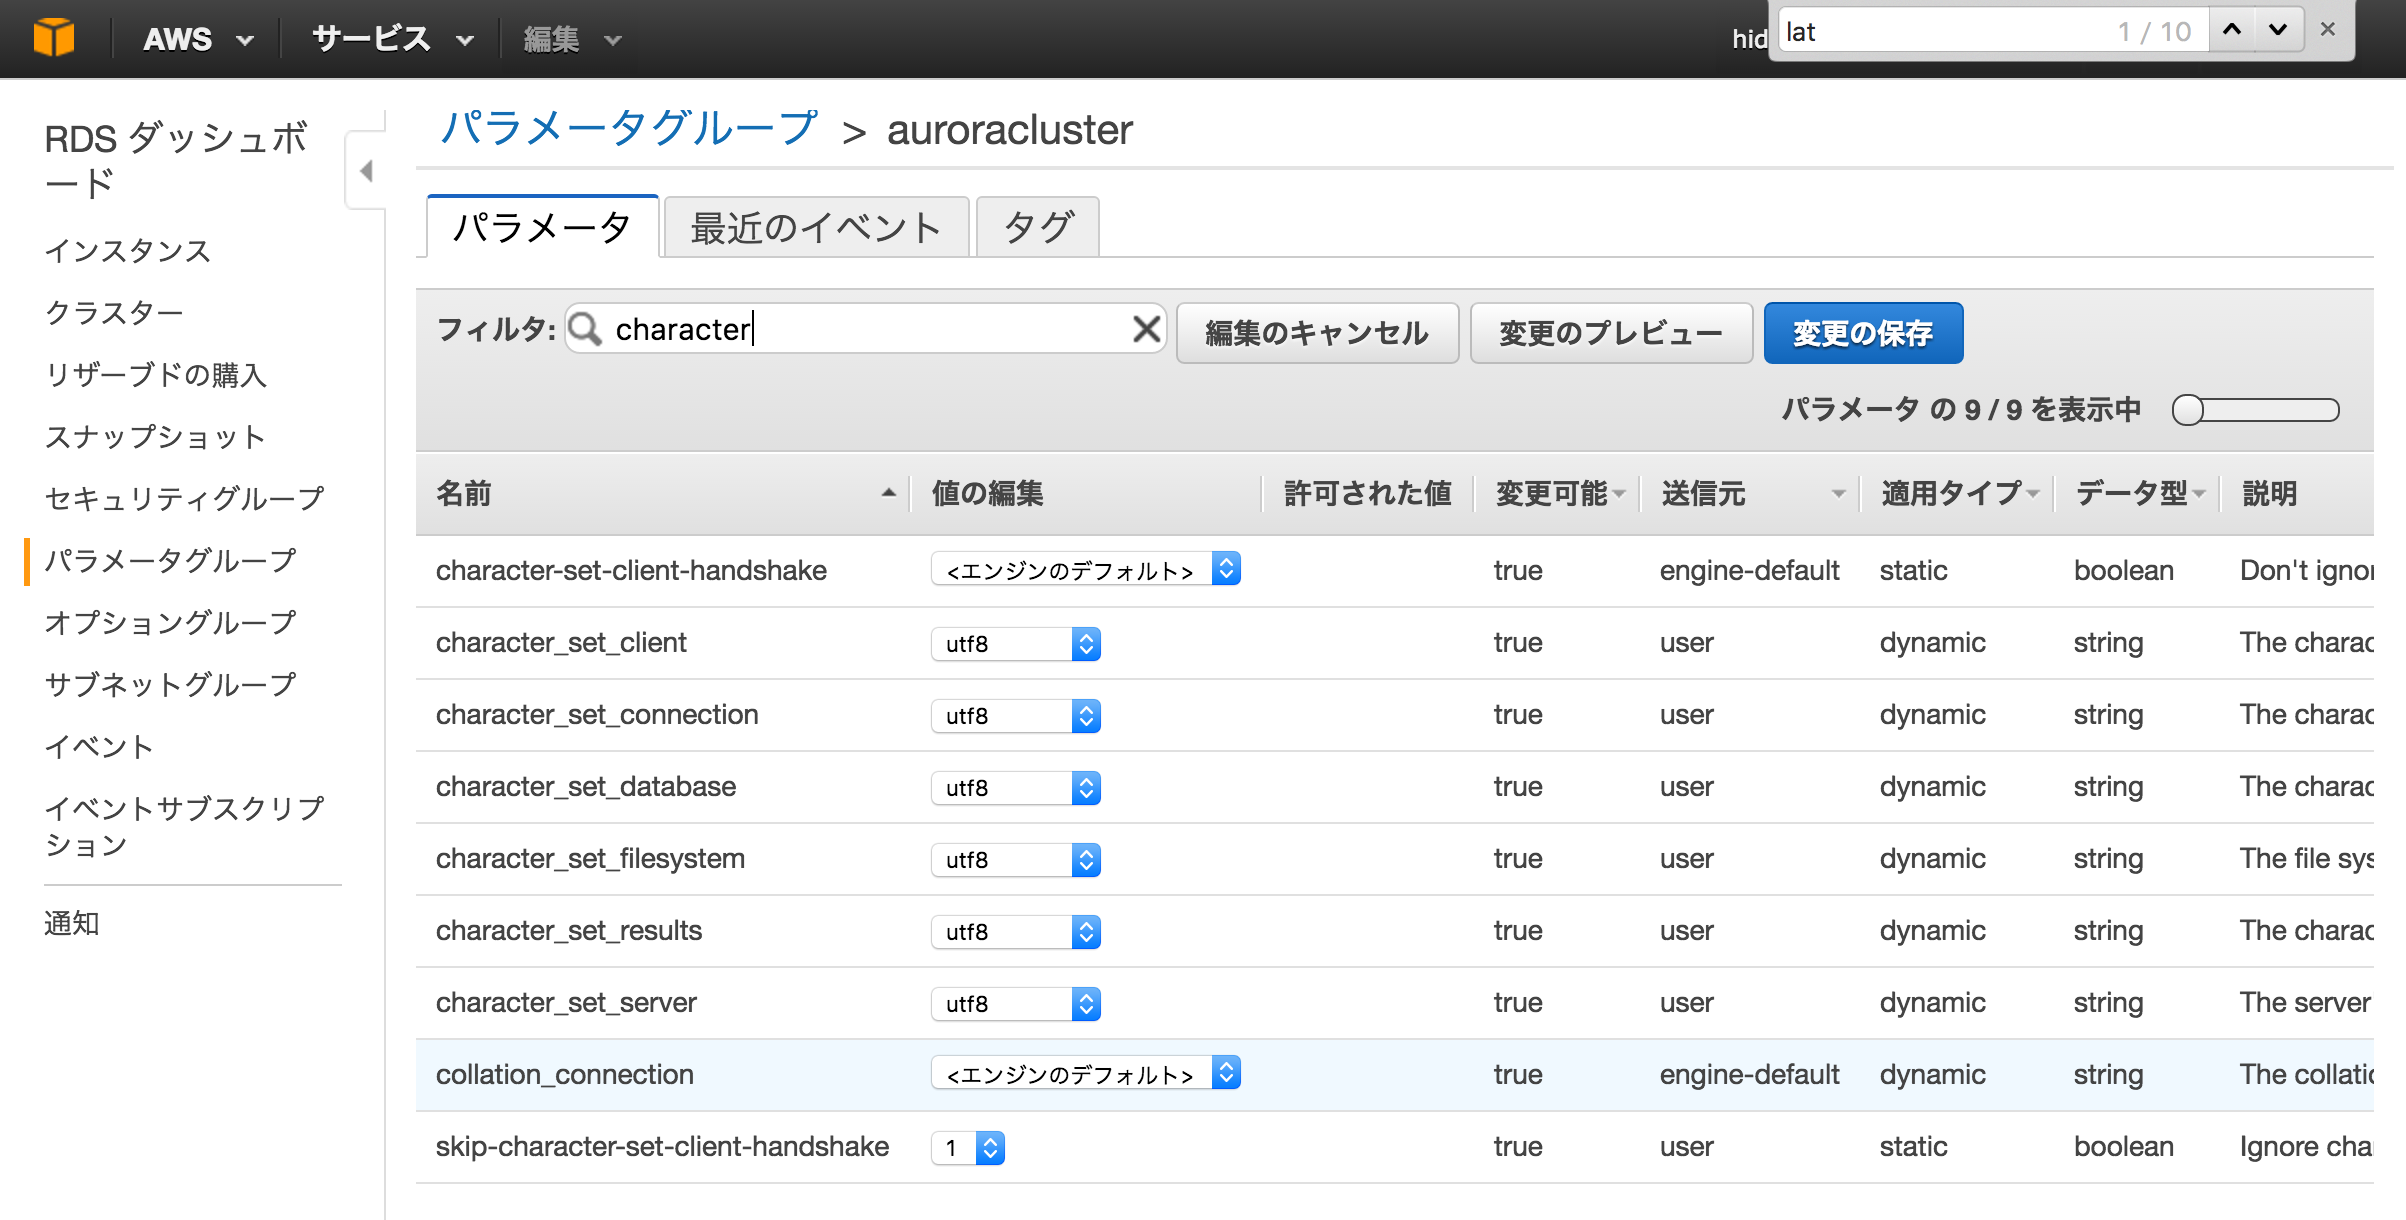 AWS サービス 編集 hid
lat 1 / 10 ×
RDS ダッシュボ
ード
インスタンス
クラスター
リザーブドの購入
スナップショット
セキュリティグループ
パラメータグループ
オプショングループ
サブネットグループ
イベント
イベントサブスクリプ
ション
通知
パラメータグループ > auroracluster
パラメータ 最近のイベント タグ
フィルタ: character 編集のキャンセル 変更のプレビュー 変更の保存
パラメータ の 9 / 9 を表示中
名前 値の編集 許可された値 変更可能 送信元 適用タイプ データ型 説明
character-set-client-handshake <エンジンのデフォルト> true engine-default static boolean Don't ignor
character_set_client utf8 true user dynamic string The charac
character_set_connection utf8 true user dynamic string The charac
character_set_database utf8 true user dynamic string The charac
character_set_filesystem utf8 true user dynamic string The file sys
character_set_results utf8 true user dynamic string The charac
character_set_server utf8 true user dynamic string The server
collation_connection <エンジンのデフォルト> true engine-default dynamic string The collatic
skip-character-set-client-handshake 1 true user static boolean Ignore cha